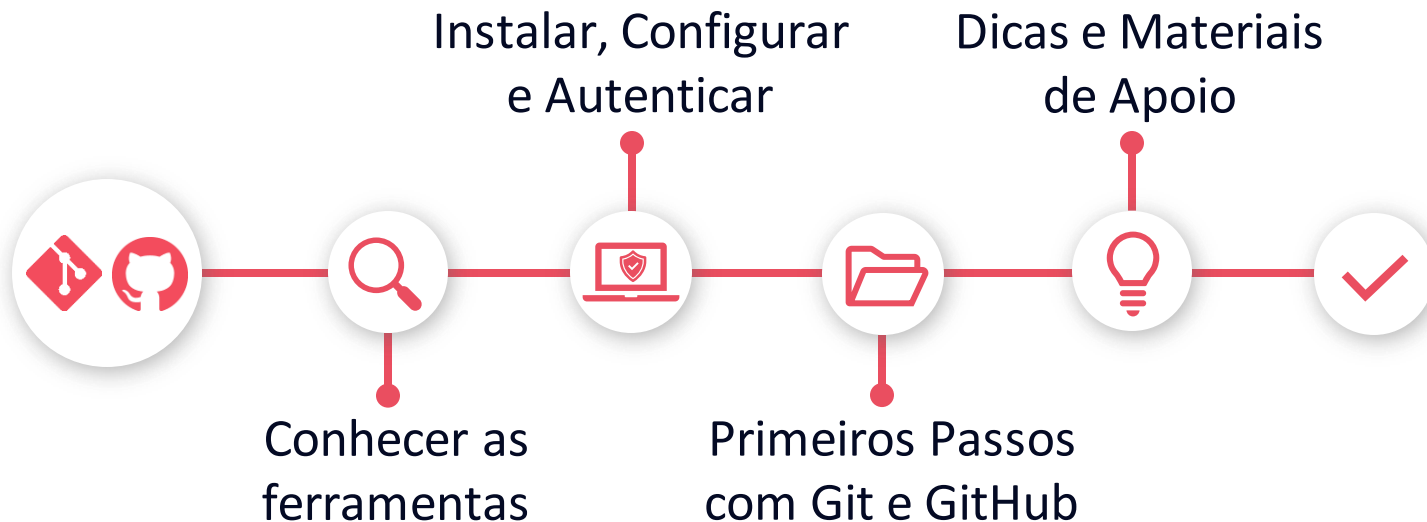 Instalar, Configurar
e Autenticar
Dicas e Materiais
de Apoio
Conhecer as
ferramentas
Primeiros Passos
com Git e GitHub